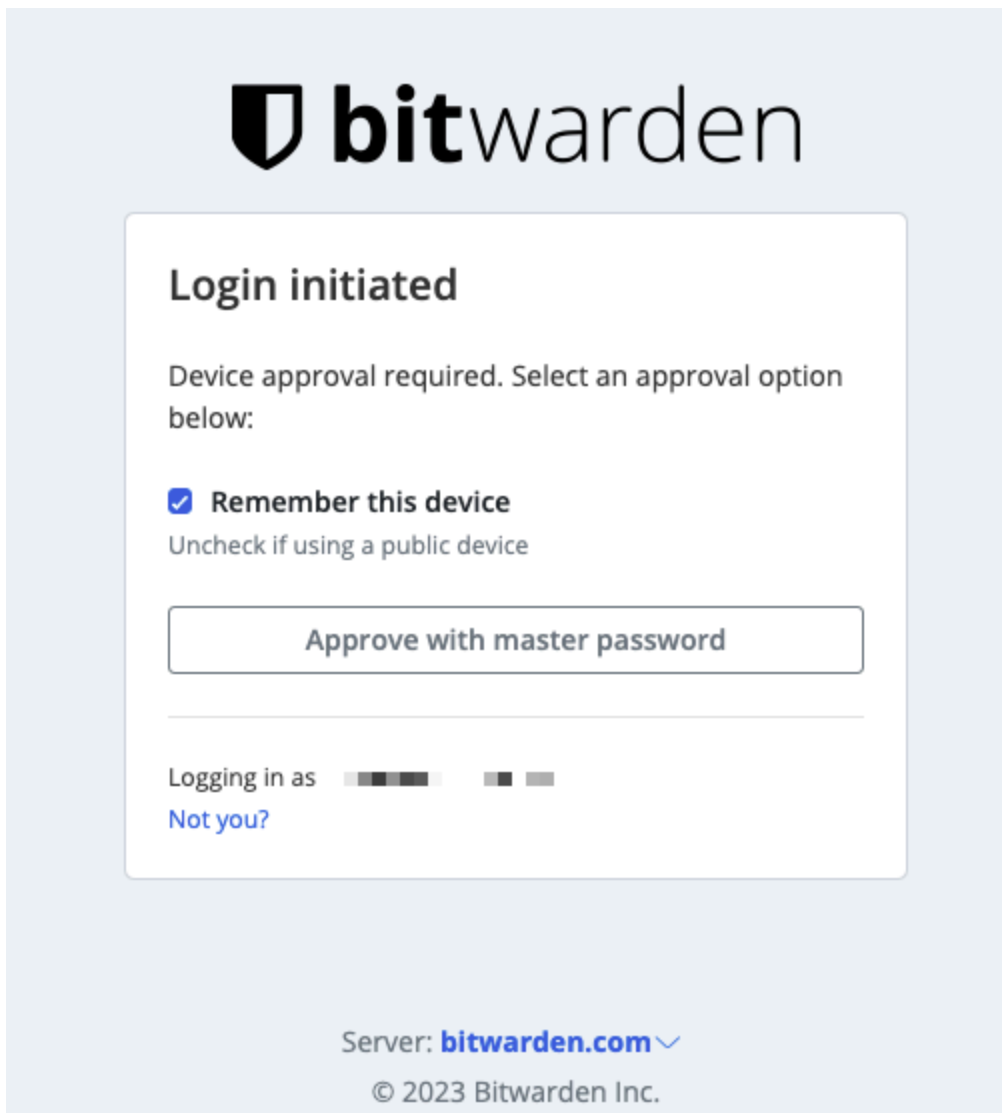 bitwarden
Login initiated
Device approval required. Select an approval option
below:
Remember this device
Uncheck if using a public device
Approve with master password
Logging in as
Not you?
Server: bitwarden.com
© 2023 Bitwarden Inc.